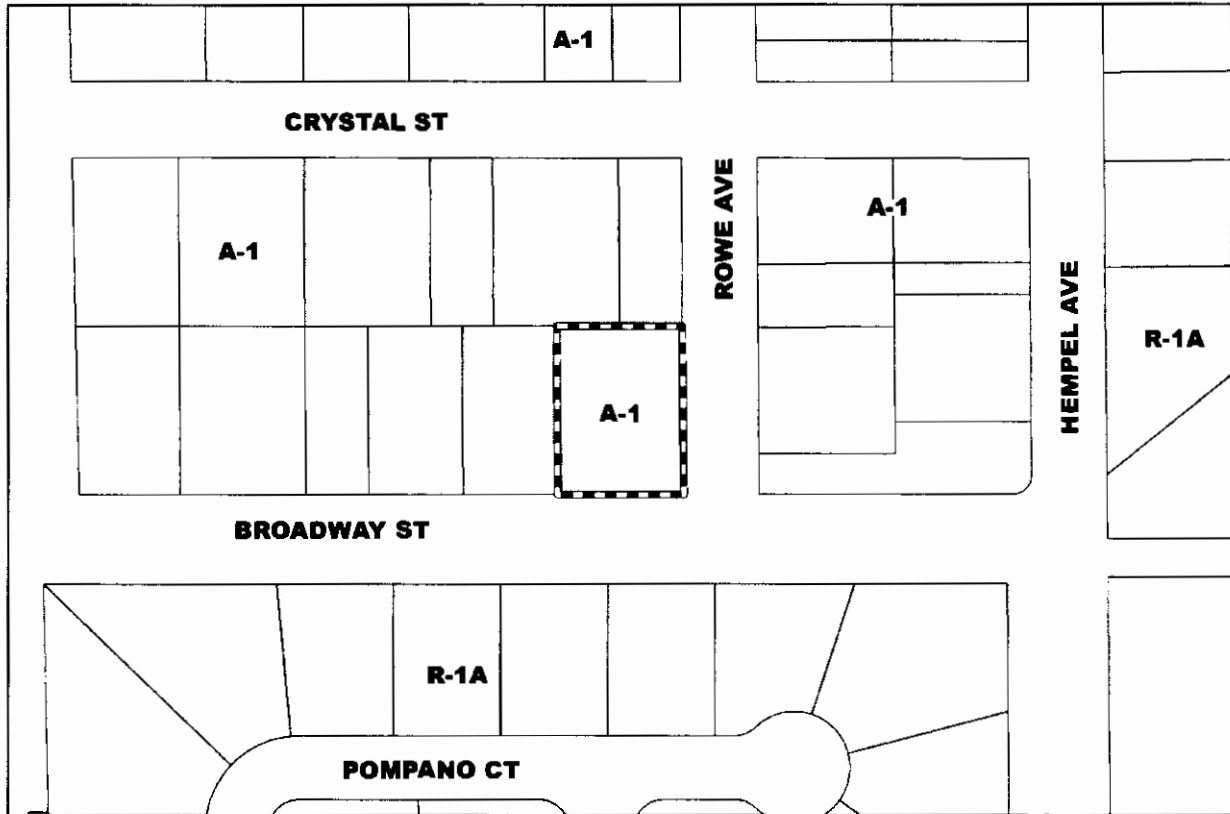 A-1
CRYSTAL ST
A-1
ROWE AVE
A-1
HEMPEL AVE
R-1A
A-1
BROADWAY ST
R-1A
POMPANO CT